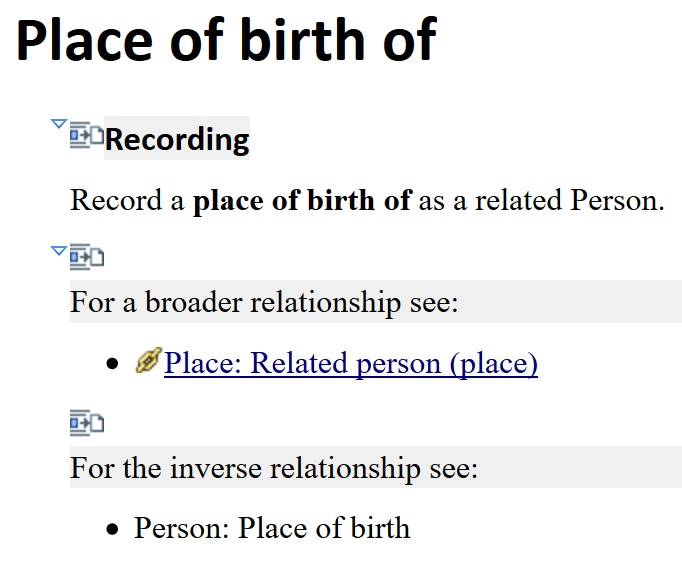 Place of birth of
Recording
Record a place of birth of as a related Person.
For a broader relationship see:
Place: Related person (place)
For the inverse relationship see:
Person: Place of birth